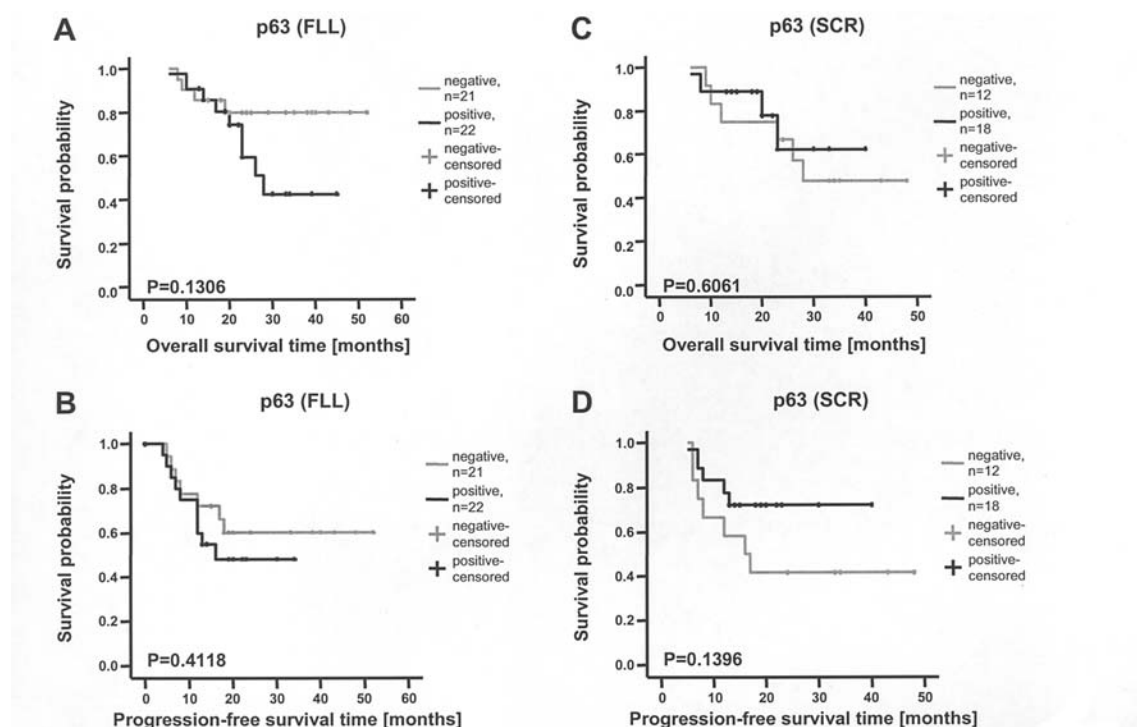 A
p63 (FLL)
Survival probability
1.0
0.8
0.6
0.4
0.2
0.0
P=0.1306
0 10 20 30 40 50 60
Overall survival time [months]
negative,
n=21
positive,
n=22
negative-
censored
positive-
censored
C
p63 (SCR)
Survival probability
1.0
0.8
0.6
0.4
0.2
0.0
P=0.6061
0 10 20 30 40 50
Overall survival time [months]
negative,
n=12
positive,
n=18
negative-
censored
positive-
censored
B
p63 (FLL)
Survival probability
1.0
0.8
0.6
0.4
0.2
0.0
P=0.4118
0 10 20 30 40 50 60
Progression-free survival time [months]
negative,
n=21
positive,
n=22
negative-
censored
positive-
censored
D
p63 (SCR)
Survival probability
1.0
0.8
0.6
0.4
0.2
0.0
P=0.1396
0 10 20 30 40 50
Progression-free survival time [months]
negative,
n=12
positive,
n=18
negative-
censored
positive-
censored